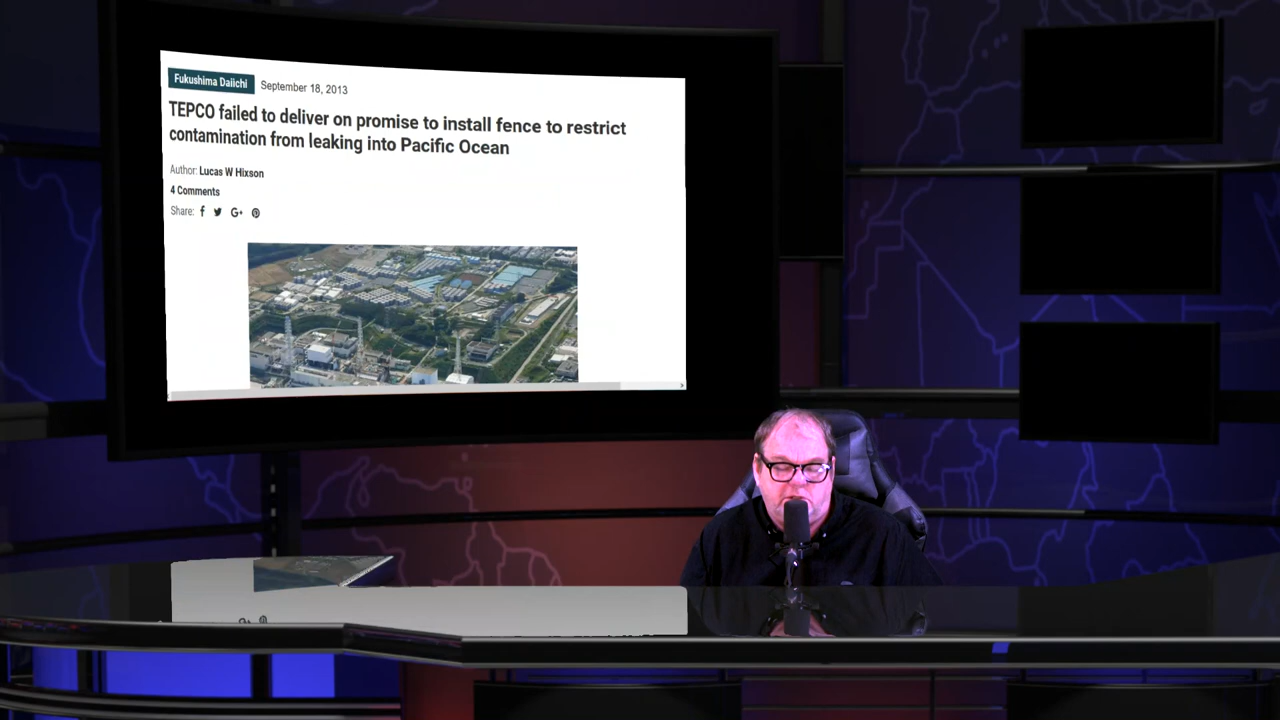 Fukushima Daiichi September 18, 2013
TEPCO failed to deliver on promise to install fence to restrict
contamination from leaking into Pacific Ocean
Author: Lucas W Hixson
4 Comments
Share: f G+